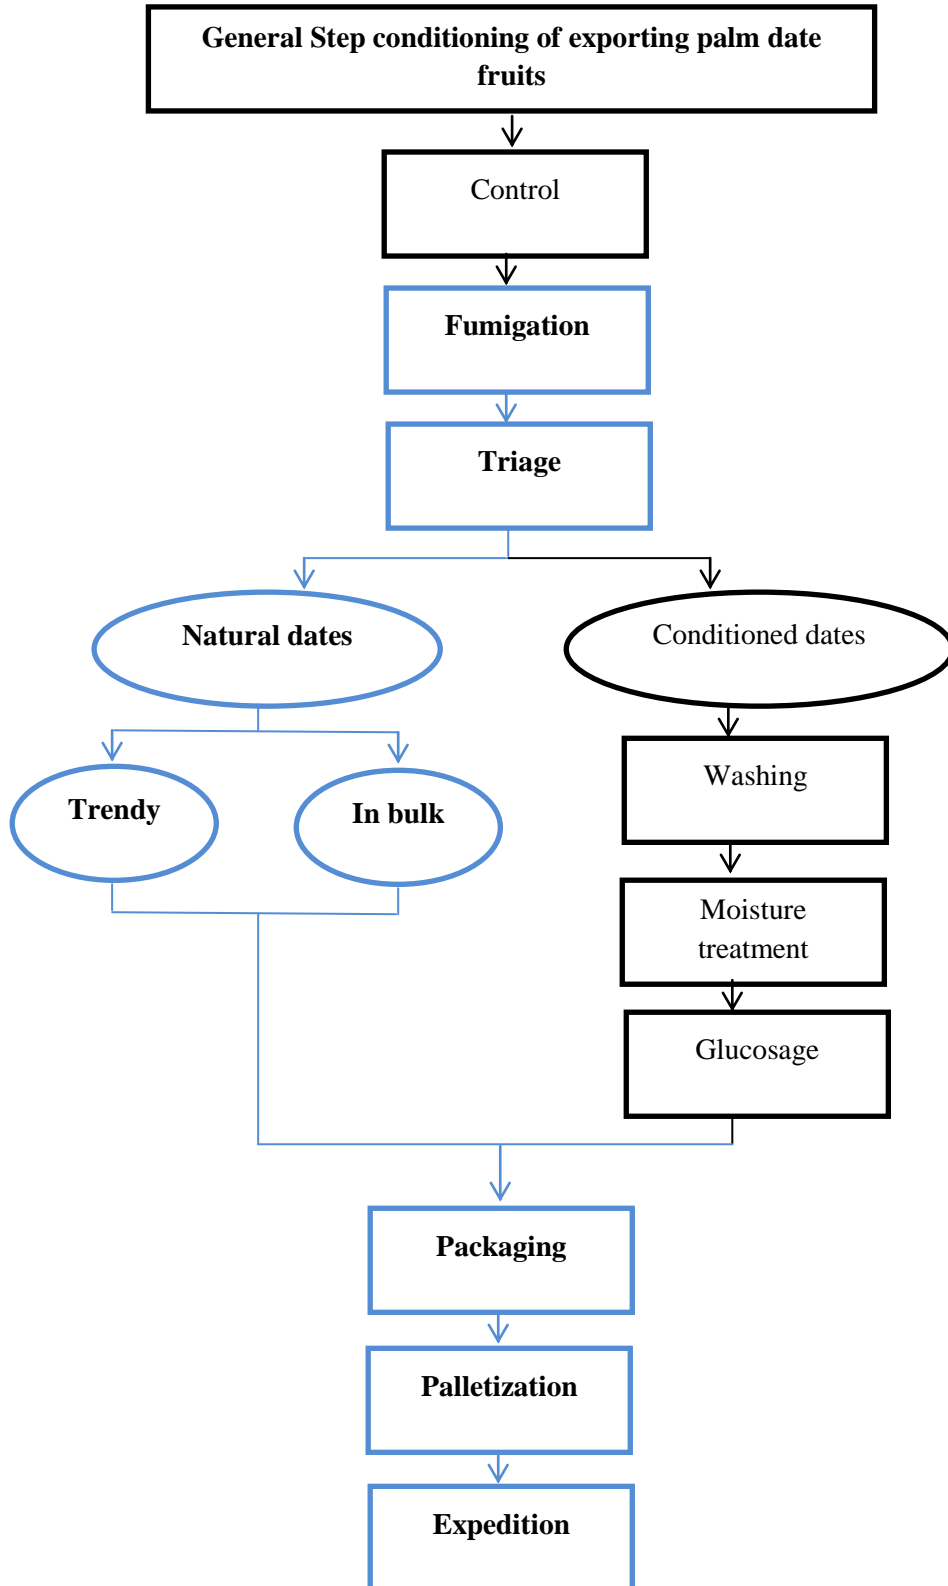 General Step conditioning of exporting palm date
fruits
Control
Fumigation
Triage
Natural dates
Conditioned dates
Trendy
In bulk
Washing
Moisture
treatment
Glucosage
Packaging
Palletization
Expedition